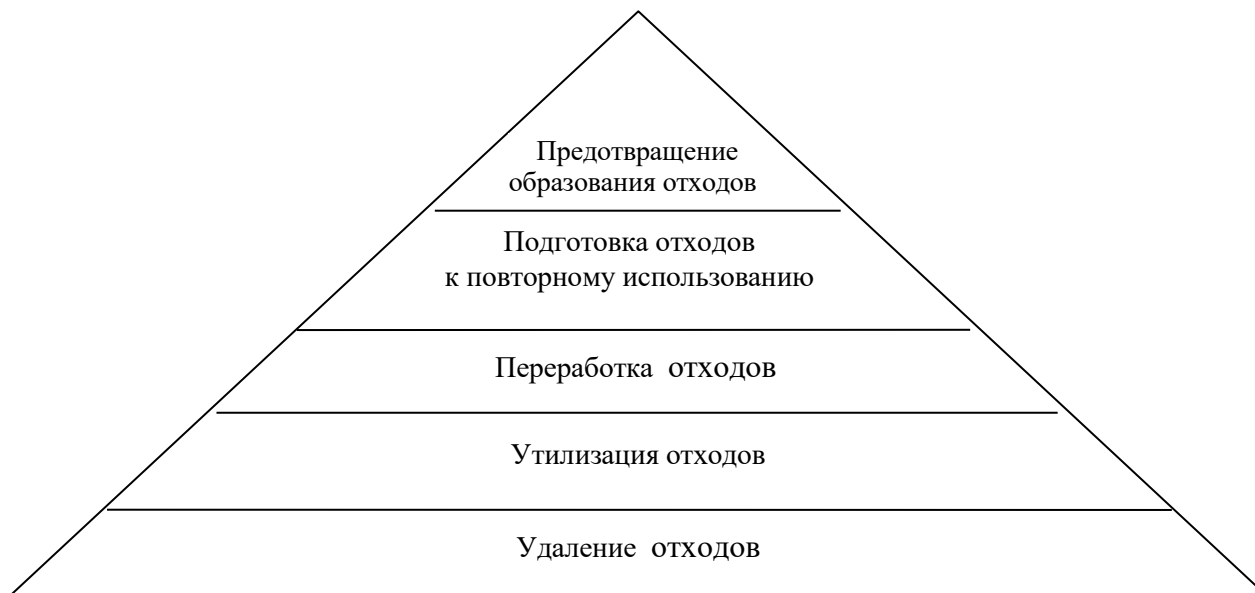 Предотвращение
образования отходов
Подготовка отходов
к повторному использованию
Переработка отходов
Утилизация отходов
Удаление отходов